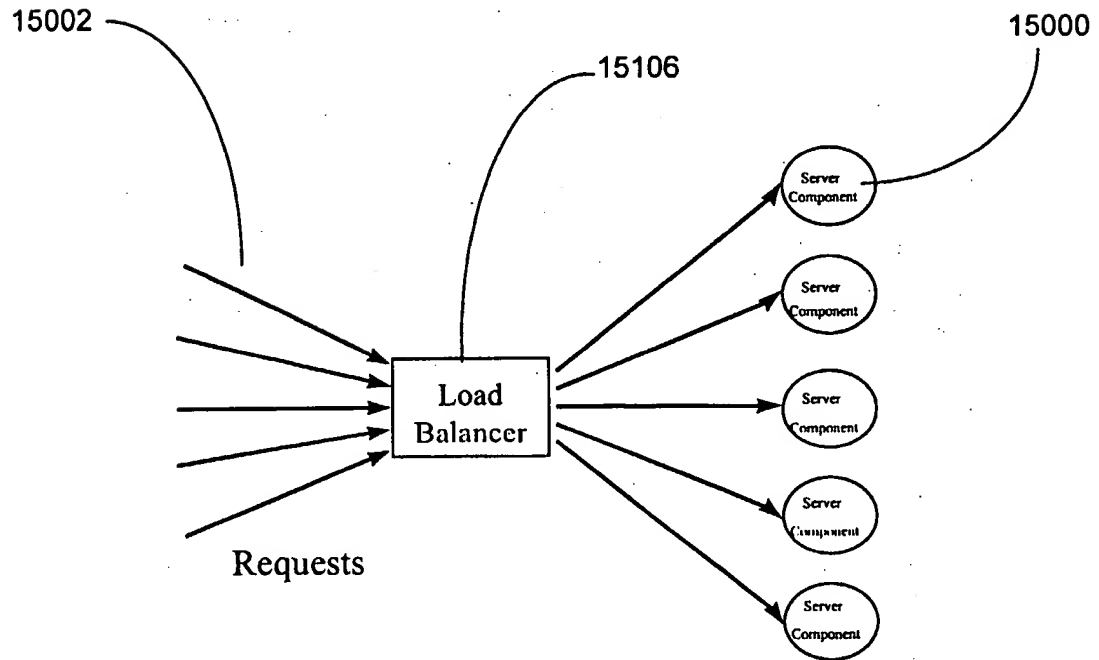 15002
15000
15106
Server
Component
Server
Component
Load
Balancer
Server
Component
Server
Component
Requests
Server
Component